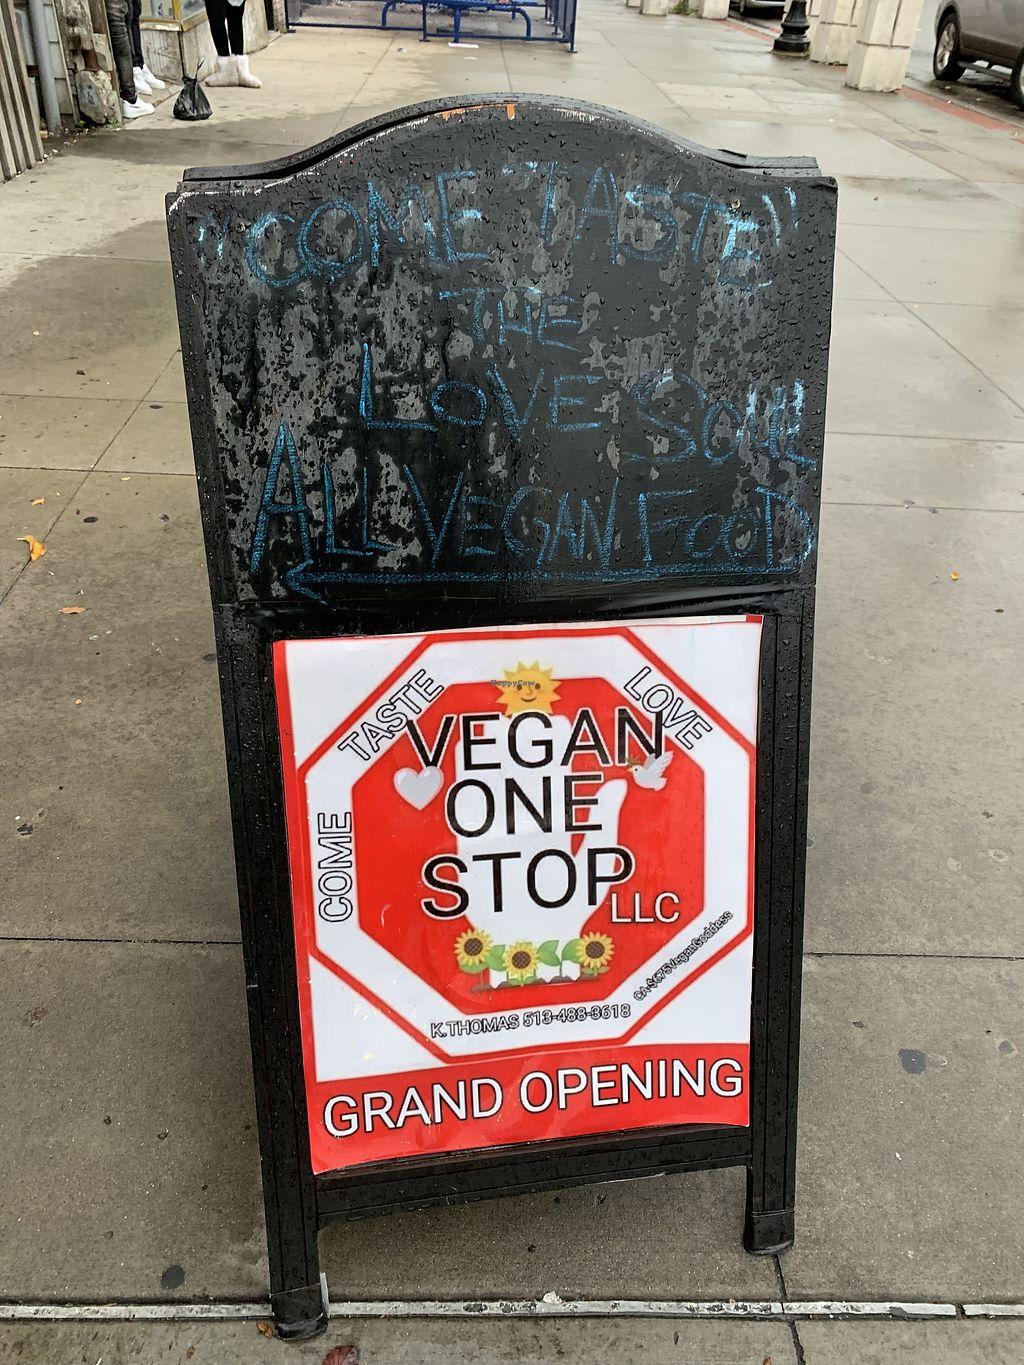 "COME TASTE"
THE
LOVE SOUL
ALL VEGAN FOOD
HappyCow
COME
TASTE
LOVE
VEGAN
ONE
STOP
LLC
K.THOMAS 513-488-3618
GRAND OPENING